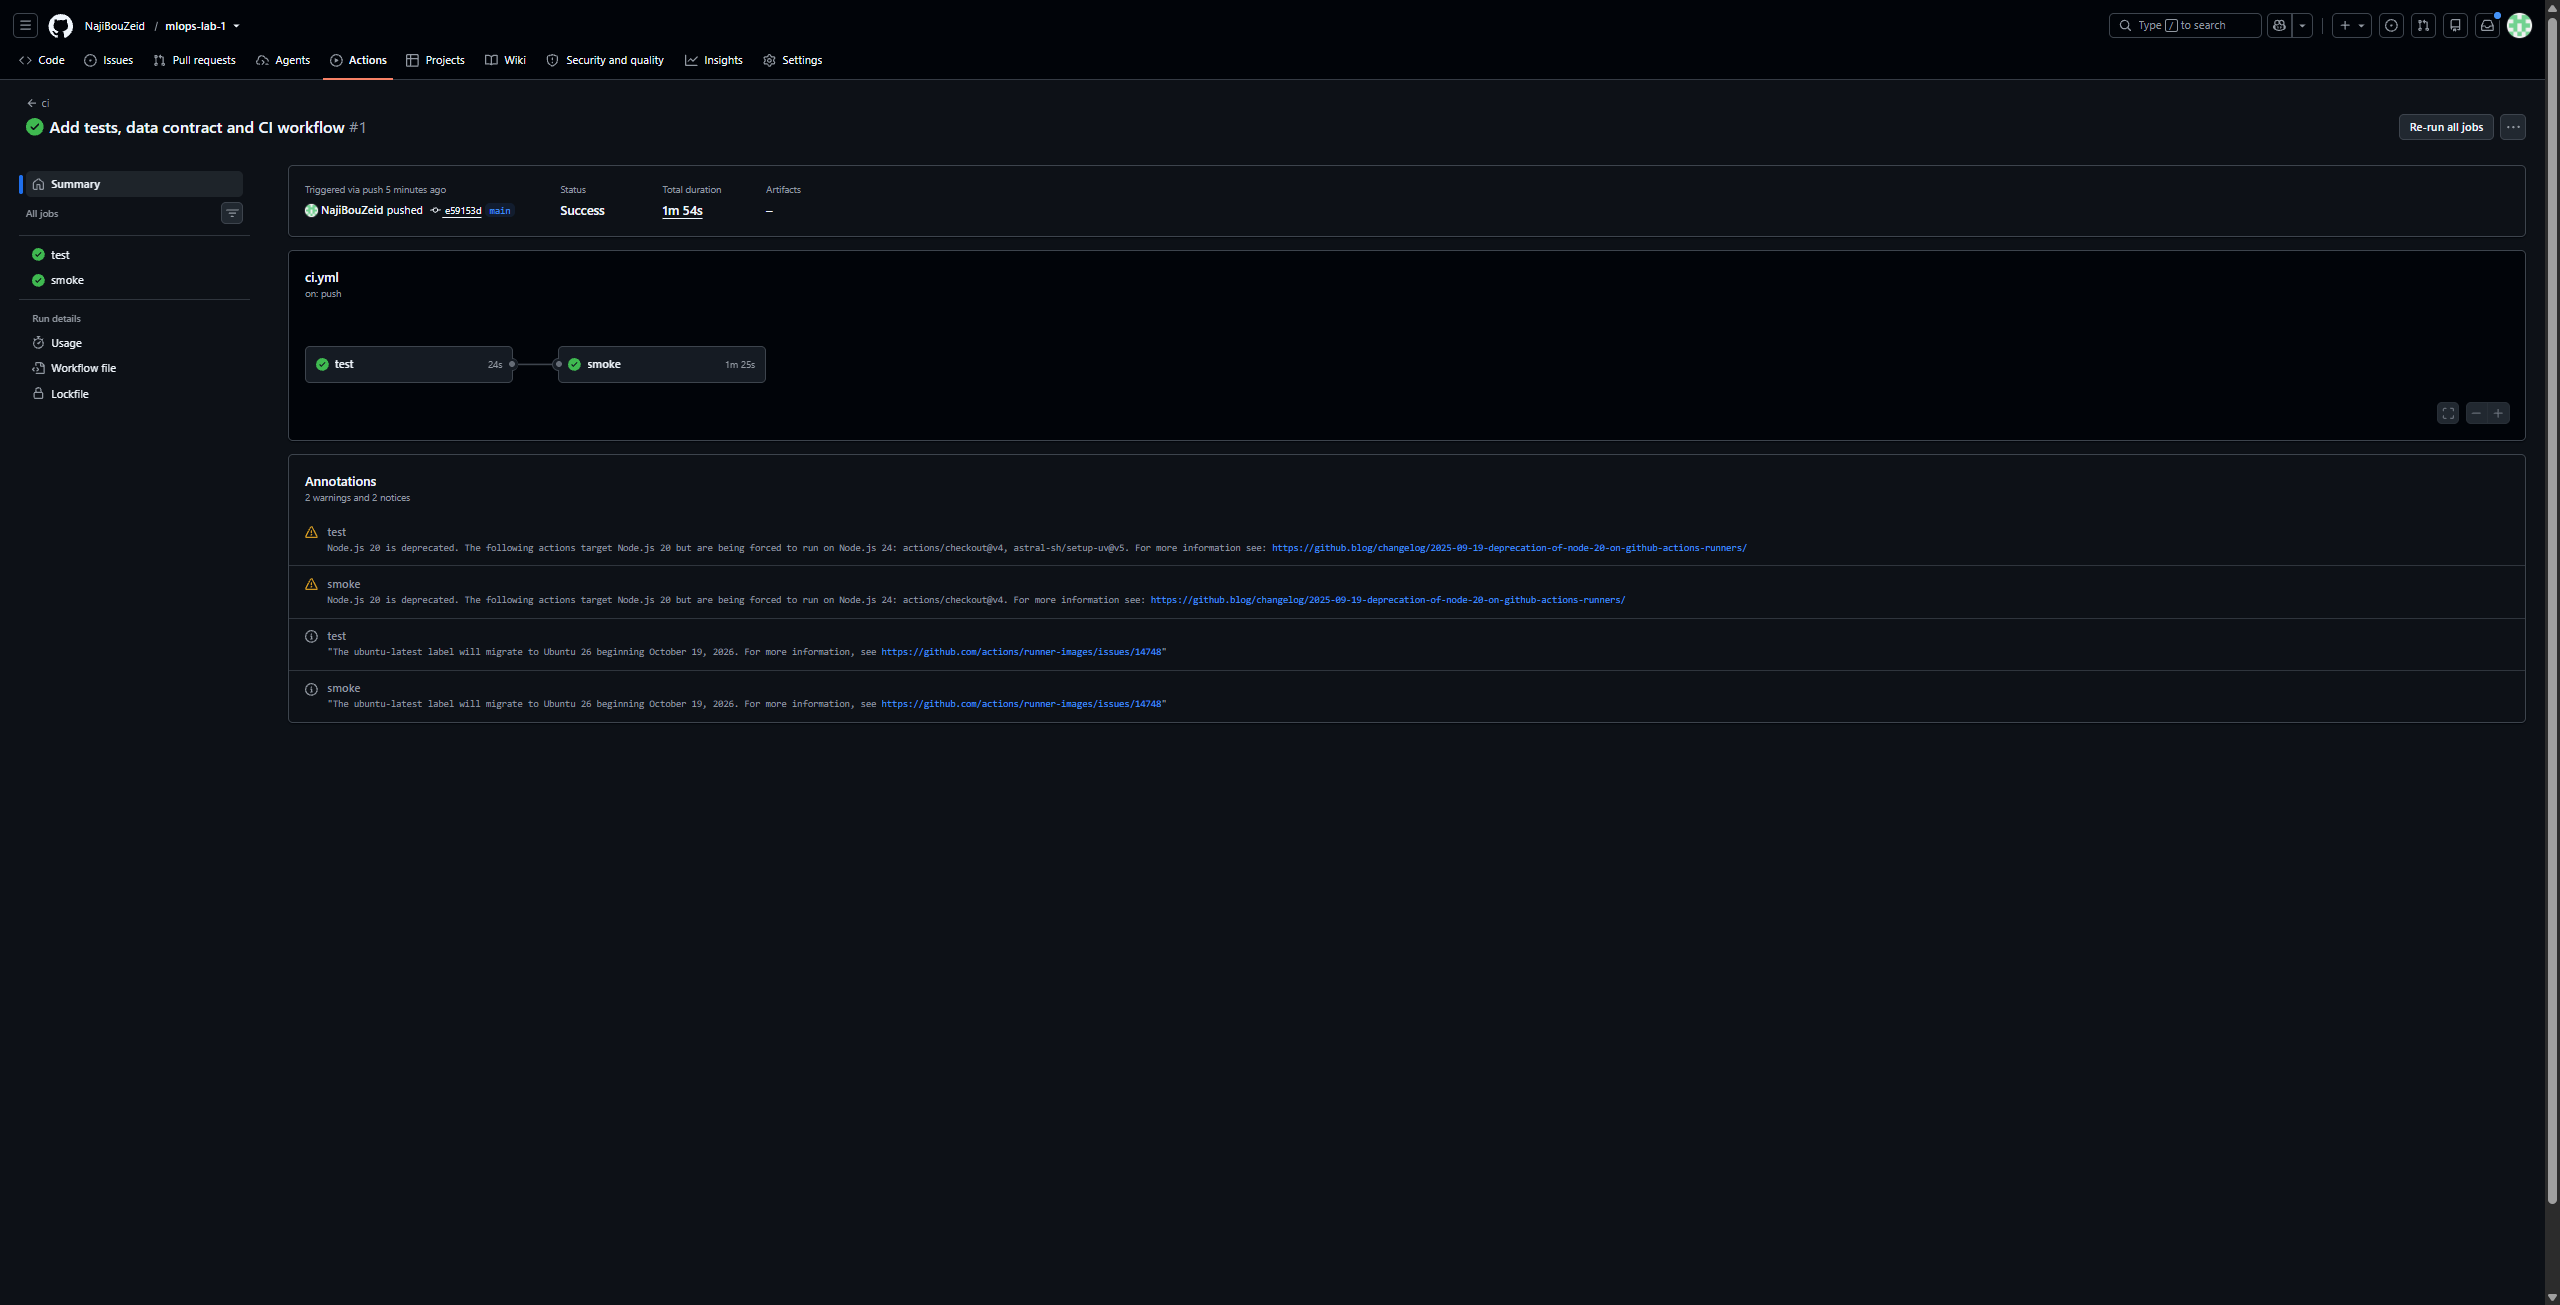 NajiBouZeid / mlops-lab-1
Type / to search
Code Issues Pull requests Agents Actions Projects Wiki Security and quality Insights Settings
ci
Add tests, data contract and CI workflow #1
Re-run all jobs
Summary
All jobs
test
smoke
Run details
Usage
Workflow file
Lockfile
Triggered via push 5 minutes ago
NajiBouZeid pushed e59153d main
Status
Success
Total duration
1m 54s
Artifacts
–
ci.yml
on: push
test 24s
smoke 1m 25s
Annotations
2 warnings and 2 notices
test
Node.js 20 is deprecated. The following actions target Node.js 20 but are being forced to run on Node.js 24: actions/checkout@v4, astral-sh/setup-uv@v5. For more information see: https://github.blog/changelog/2025-09-19-deprecation-of-node-20-on-github-actions-runners/
smoke
Node.js 20 is deprecated. The following actions target Node.js 20 but are being forced to run on Node.js 24: actions/checkout@v4. For more information see: https://github.blog/changelog/2025-09-19-deprecation-of-node-20-on-github-actions-runners/
test
"The ubuntu-latest label will migrate to Ubuntu 26 beginning October 19, 2026. For more information, see https://github.com/actions/runner-images/issues/14748"
smoke
"The ubuntu-latest label will migrate to Ubuntu 26 beginning October 19, 2026. For more information, see https://github.com/actions/runner-images/issues/14748"